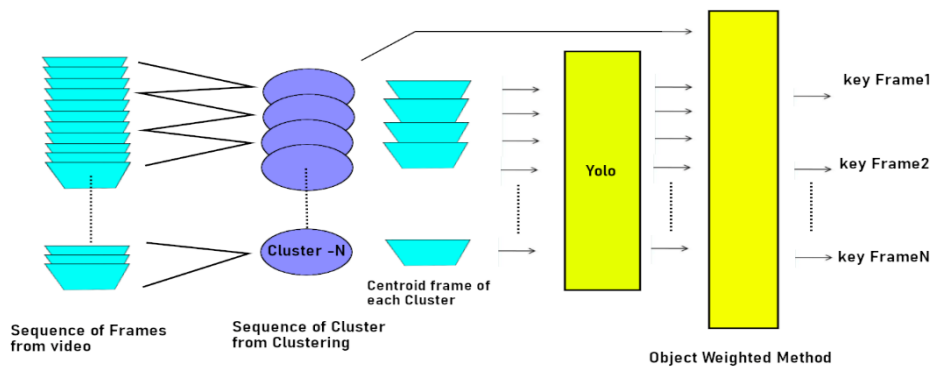 key Frame1
Yolo
key Frame2
Cluster -N
key FrameN
Centroid frame of
each Cluster
Sequence of Frames
from video
Sequence of Cluster
from Clustering
Object Weighted Method